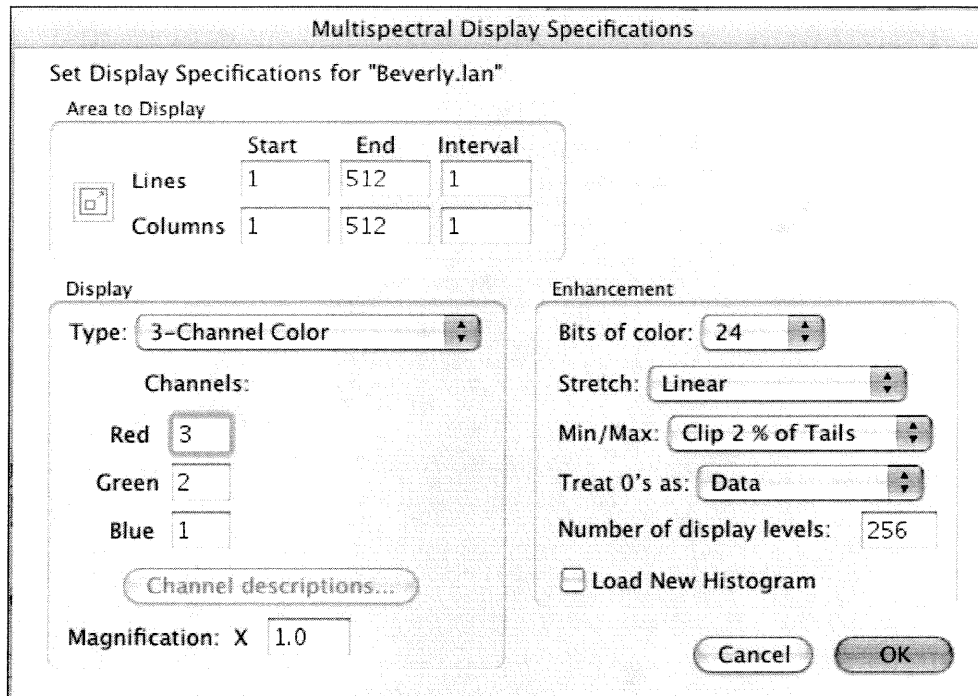 Multispectral Display Specifications
Set Display Specifications for "Beverly.lan"
Area to Display
Start End Interval
Lines 1 512 1
Columns 1 512 1
Display
Type: 3-Channel Color
Channels:
Red 3
Green 2
Blue 1
Channel descriptions...
Magnification: X 1.0
Enhancement
Bits of color: 24
Stretch: Linear
Min/Max: Clip 2 % of Tails
Treat 0's as: Data
Number of display levels: 256
Load New Histogram
Cancel OK